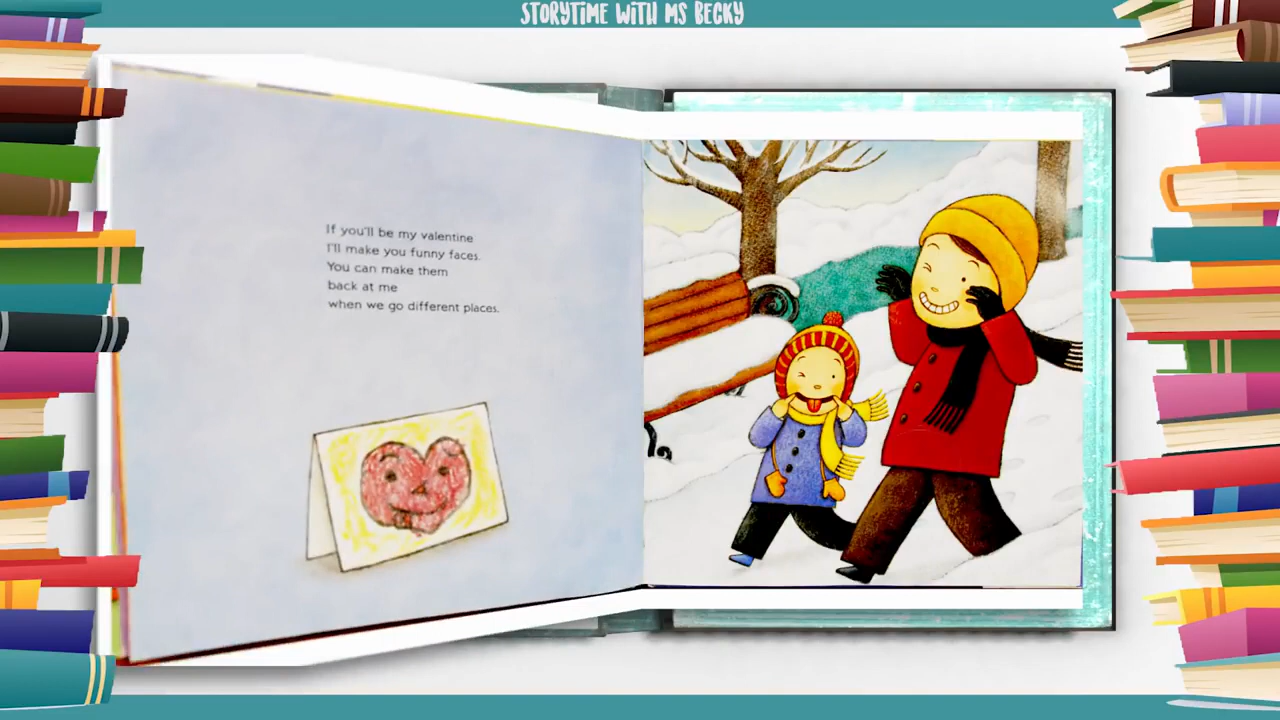 STORYTIME WITH MS BECKY
If you'll be my valentine
I'll make you funny faces.
You can make them
back at me
when we go different places.